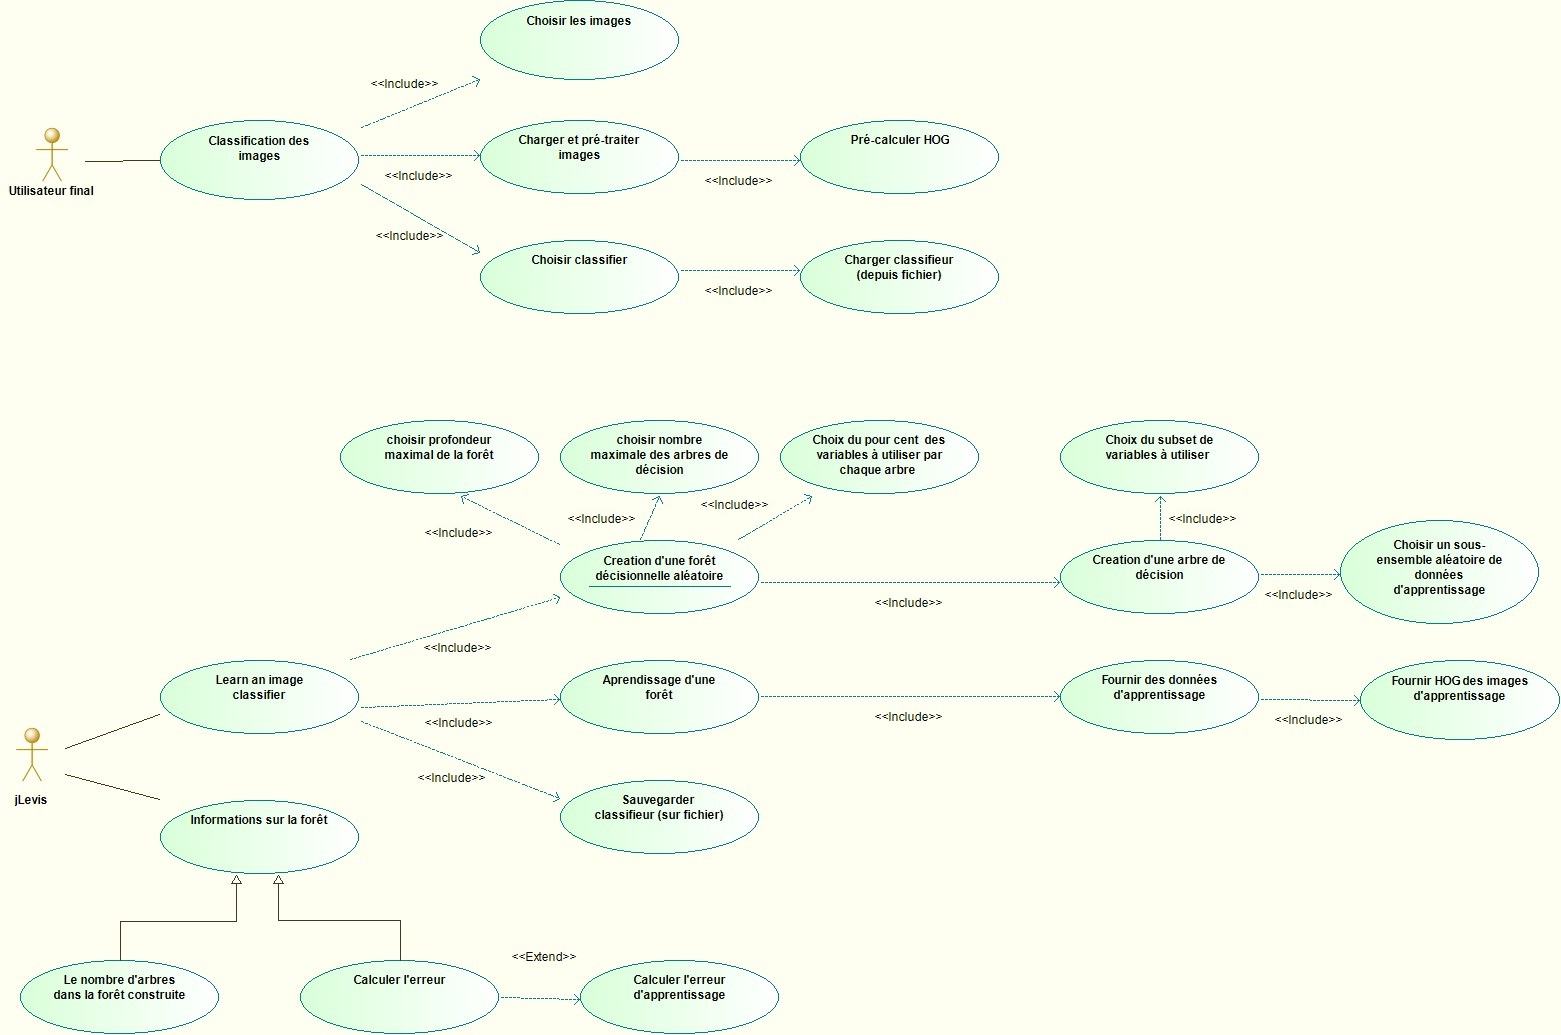 Choisir les images
<<Include>>
Classification des
images
Charger et pré-traiter
images
Pré-calculer HOG
<<Include>>
<<Include>>
Utilisateur final
<<Include>>
Choisir classifier
Charger classifieur
(depuis fichier)
<<Include>>
choisir profondeur
maximal de la forêt
choisir nombre
maximale des arbres de
décision
Choix du pour cent des
variables à utiliser par
chaque arbre
Choix du subset de
variables à utiliser
<<Include>>
<<Include>>
<<Include>>
<<Include>>
Creation d'une forêt
décisionnelle aléatoire
Creation d'une arbre de
décision
Choisir un sous-
ensemble aléatoire de
données
d'apprentissage
<<Include>>
<<Include>>
<<Include>>
Learn an image
classifier
Aprendissage d'une
forêt
Fournir des données
d'apprentissage
Fournir HOG des images
d'apprentissage
<<Include>>
<<Include>>
<<Include>>
<<Include>>
jLevis
Sauvegarder
classifieur (sur fichier)
Informations sur la forêt
<<Extend>>
Le nombre d'arbres
dans la forêt construite
Calculer l'erreur
Calculer l'erreur
d'apprentissage